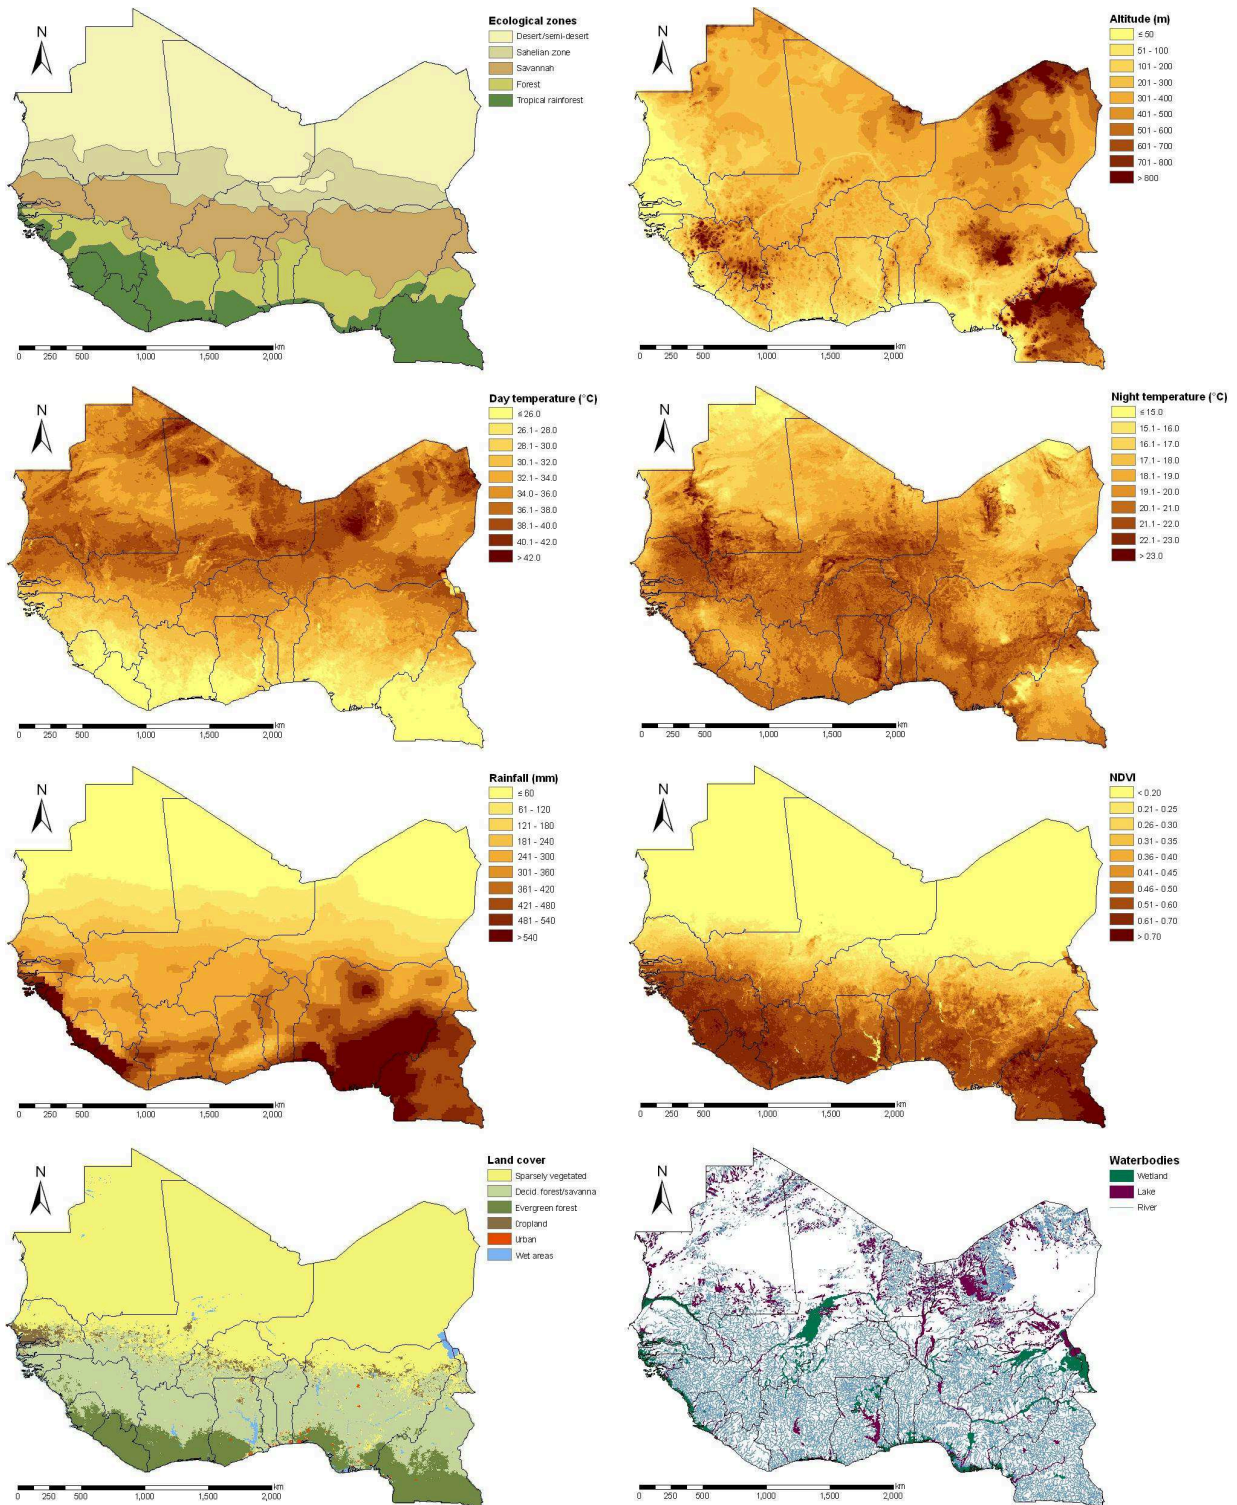 Ecological zones
N
Desert/semi-desert
Sahelian zone
Savannah
Forest
Tropical rainforest
km
0 250 500 1,000 1,500 2,000
Altitude (m)
N
≤ 50
51 - 100
101 - 200
201 - 300
301 - 400
401 - 500
501 - 600
601 - 700
701 - 800
> 800
km
0 250 500 1,000 1,500 2,000
Day temperature (°C)
N
≤ 26.0
26.1 - 28.0
28.1 - 30.0
30.1 - 32.0
32.1 - 34.0
34.0 - 36.0
36.1 - 38.0
38.1 - 40.0
40.1 - 42.0
> 42.0
km
0 250 500 1,000 1,500 2,000
Night temperature (°C)
N
≤ 15.0
15.1 - 16.0
16.1 - 17.0
17.1 - 18.0
18.1 - 19.0
19.1 - 20.0
20.1 - 21.0
21.1 - 22.0
22.1 - 23.0
> 23.0
km
0 250 500 1,000 1,500 2,000
Rainfall (mm)
N
≤ 60
61 - 120
121 - 180
181 - 240
241 - 300
301 - 360
361 - 420
421 - 480
481 - 540
> 540
km
0 250 500 1,000 1,500 2,000
NDVI
N
< 0.20
0.21 - 0.25
0.26 - 0.30
0.31 - 0.35
0.36 - 0.40
0.41 - 0.45
0.46 - 0.50
0.51 - 0.60
0.61 - 0.70
> 0.70
km
0 250 500 1,000 1,500 2,000
Land cover
N
Sparsely vegetated
Decid. forest/savanna
Evergreen forest
Cropland
Urban
Wet areas
km
0 250 500 1,000 1,500 2,000
Waterbodies
N
Wetland
Lake
River
km
0 250 500 1,000 1,500 2,000